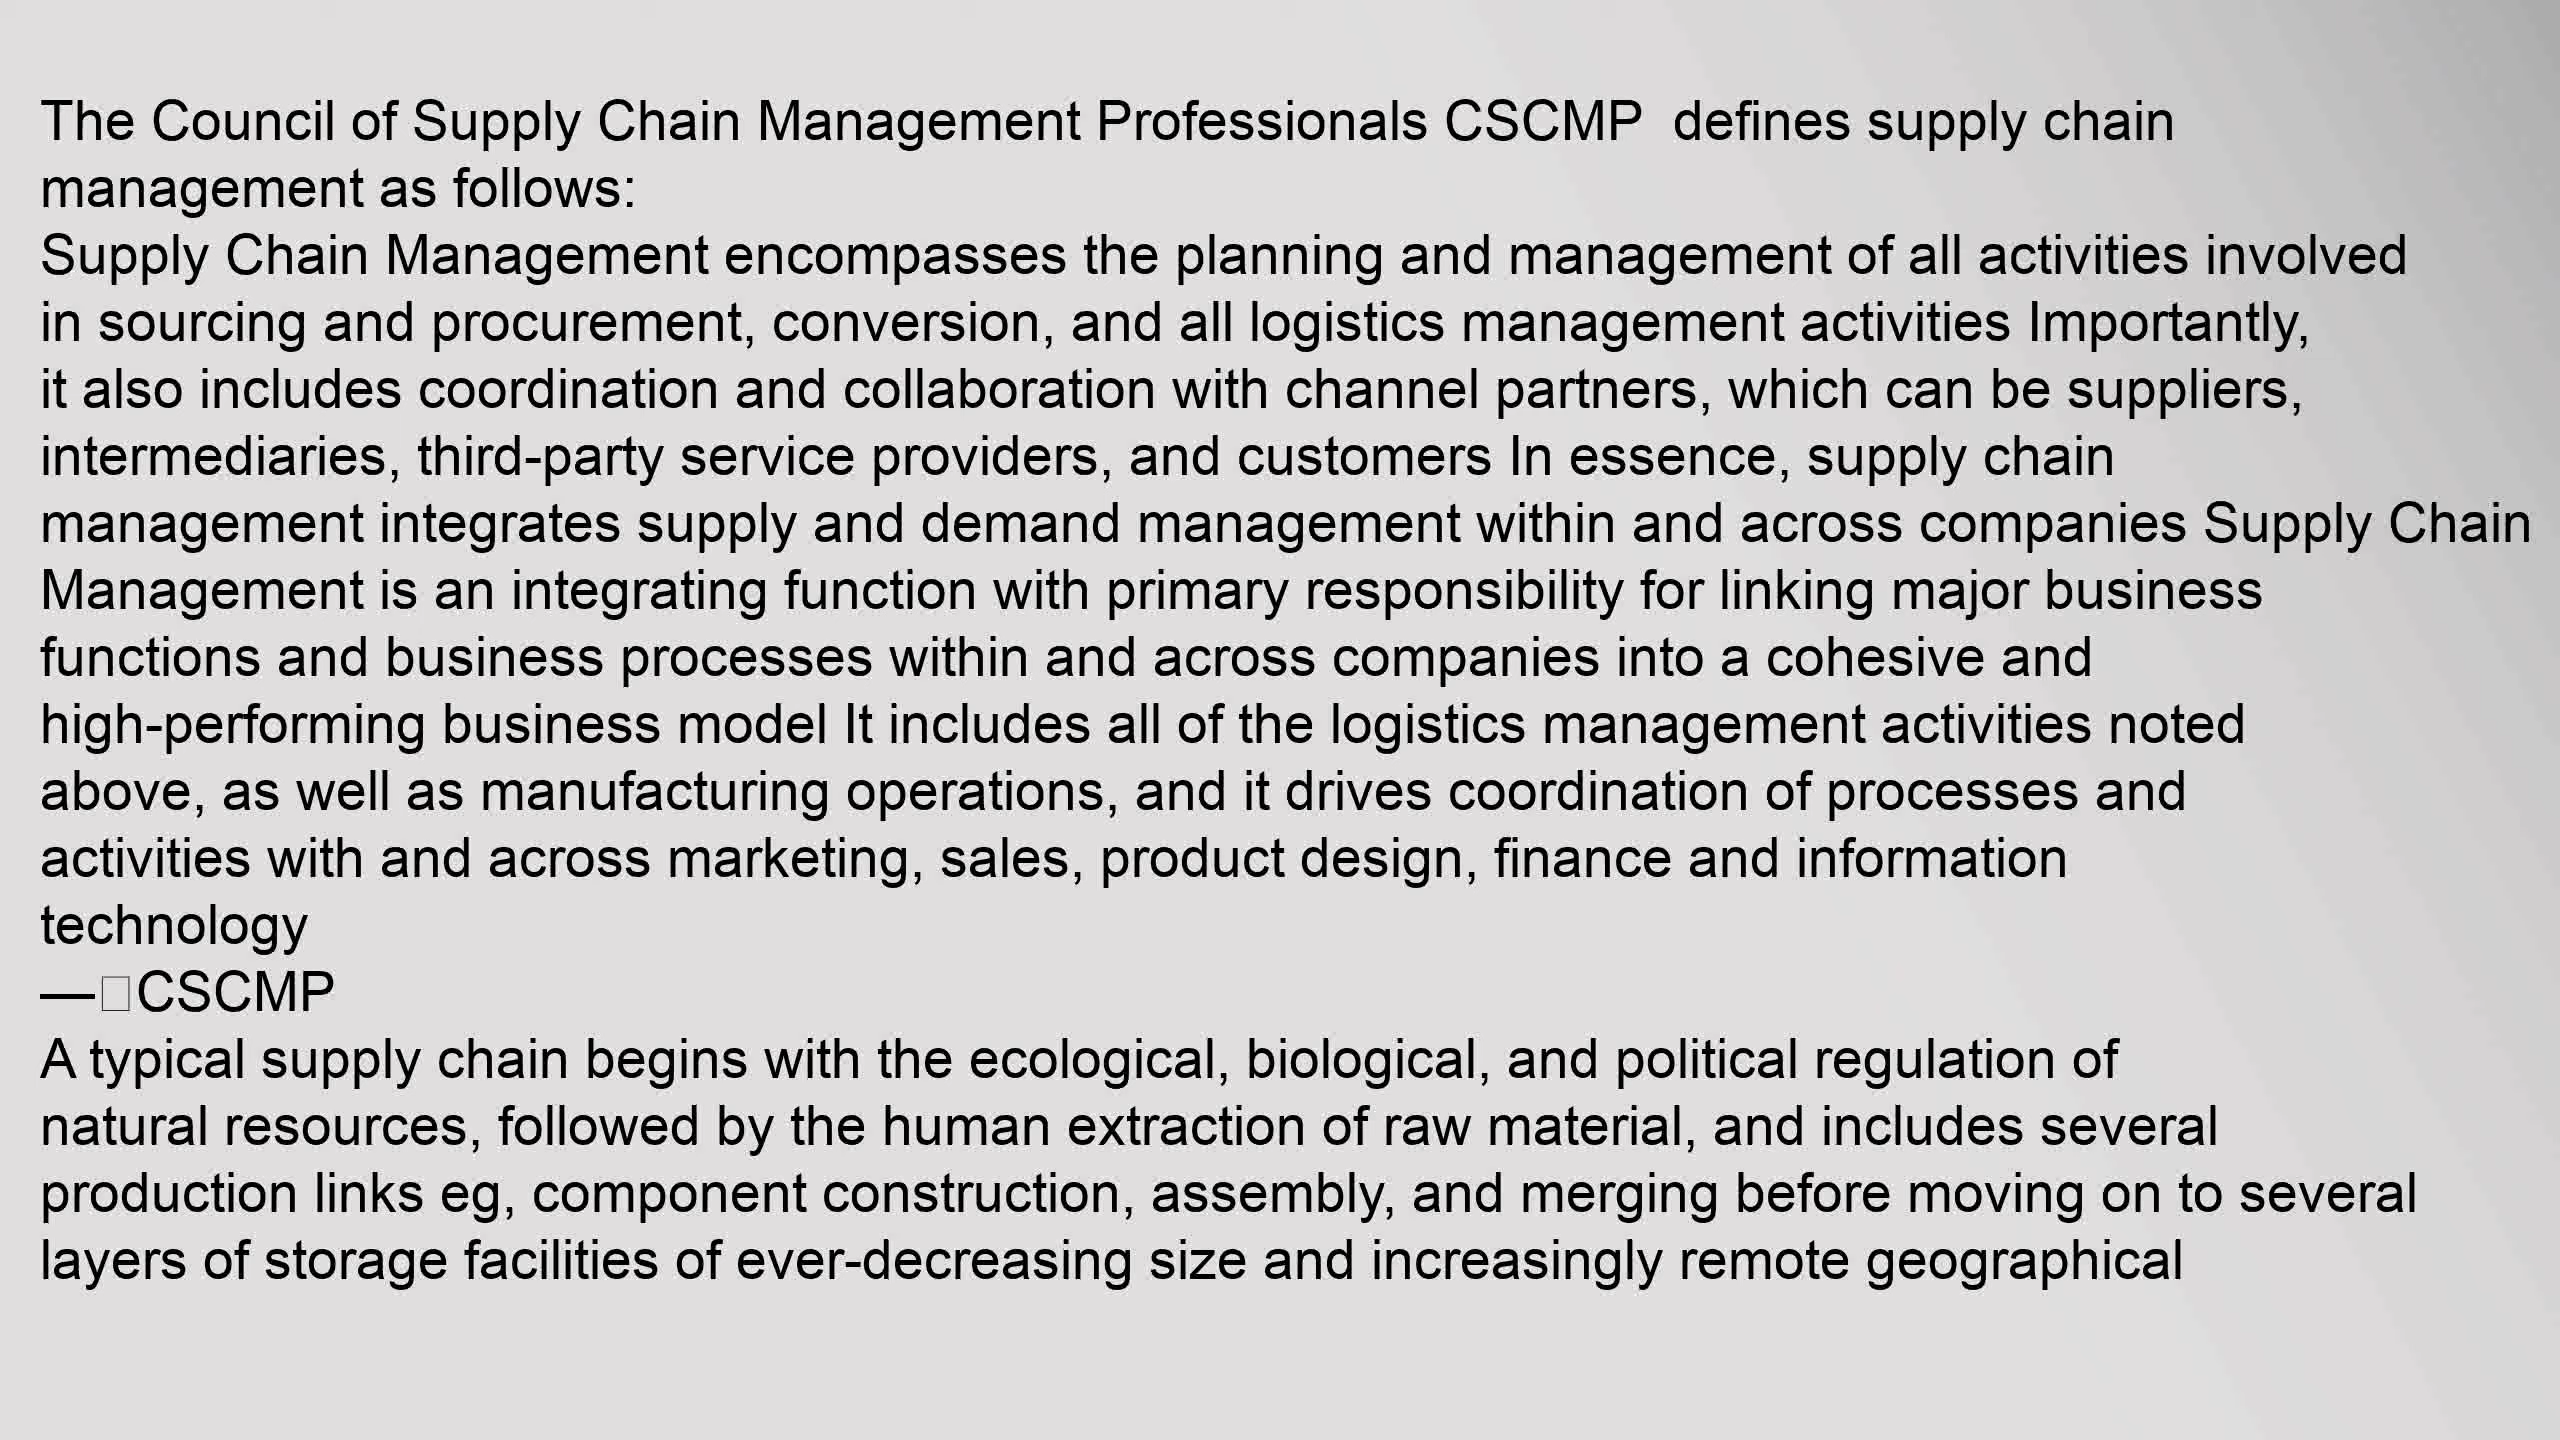 The Council of Supply Chain Management Professionals CSCMP  defines supply chain
management as follows:
Supply Chain Management encompasses the planning and management of all activities involved
in sourcing and procurement, conversion, and all logistics management activities Importantly,
it also includes coordination and collaboration with channel partners, which can be suppliers,
intermediaries, third-party service providers, and customers In essence, supply chain
management integrates supply and demand management within and across companies Supply Chain
Management is an integrating function with primary responsibility for linking major business
functions and business processes within and across companies into a cohesive and
high-performing business model It includes all of the logistics management activities noted
above, as well as manufacturing operations, and it drives coordination of processes and
activities with and across marketing, sales, product design, finance and information
technology
—□CSCMP
A typical supply chain begins with the ecological, biological, and political regulation of
natural resources, followed by the human extraction of raw material, and includes several
production links eg, component construction, assembly, and merging before moving on to several
layers of storage facilities of ever-decreasing size and increasingly remote geographical